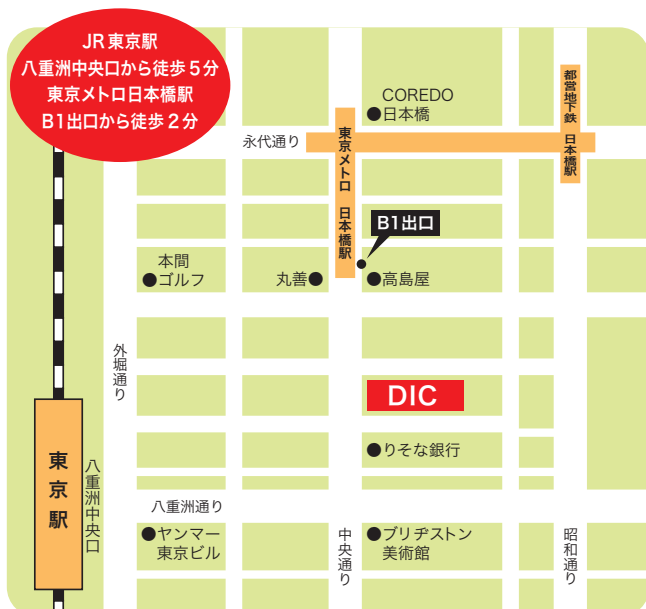 JR東京駅
八重洲中央口から徒歩5分
東京メトロ日本橋駅
B1出口から徒歩2分
COREDO
●日本橋
都営地下鉄 日本橋駅
永代通り
東京メトロ 日本橋駅
B1出口
本間
●ゴルフ
丸善●
●高島屋
外堀通り
DIC
●りそな銀行
東京駅
八重洲中央口
八重洲通り
●ヤンマー
東京ビル
中央通り
●ブリヂストン
美術館
昭和通り